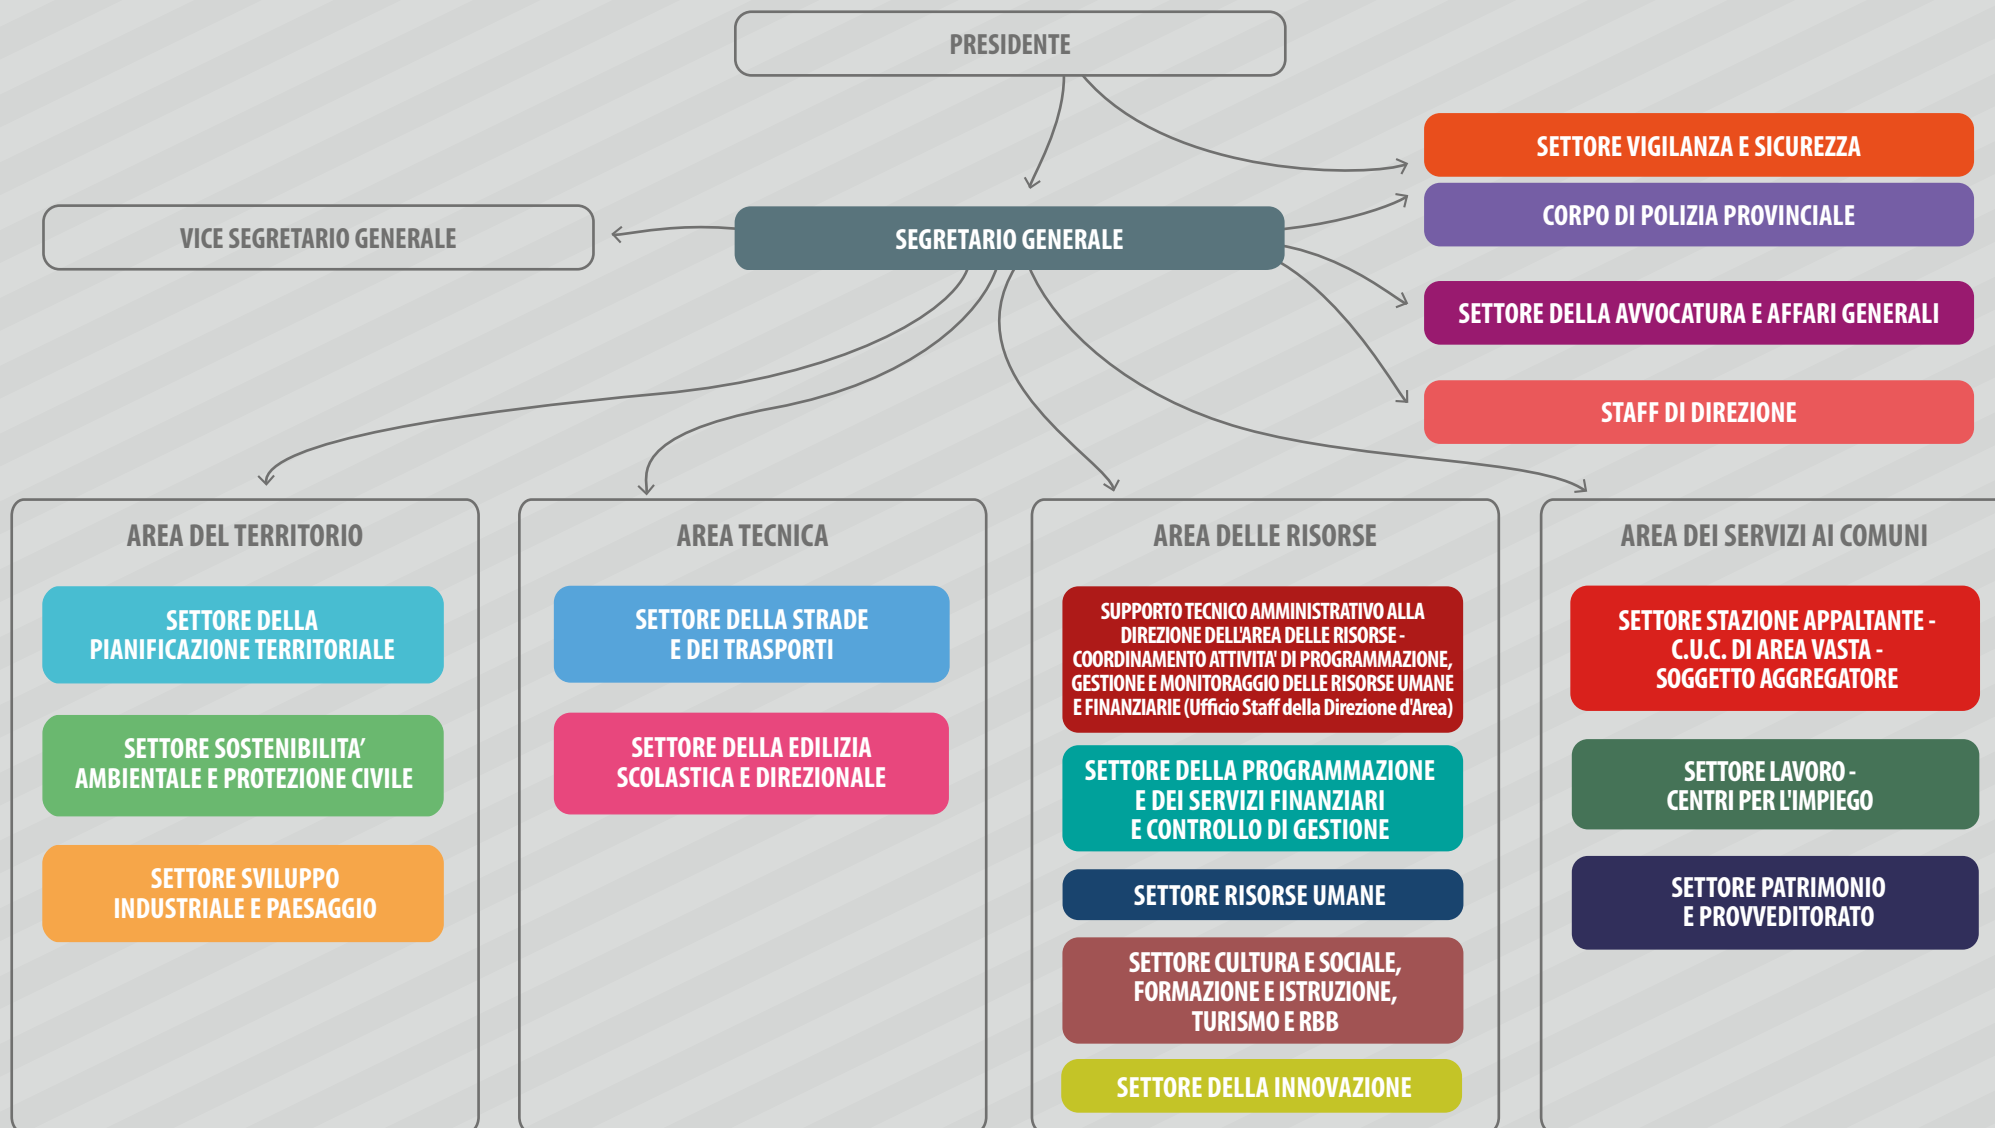 PRESIDENTE
SETTORE VIGILANZA E SICUREZZA
CORPO DI POLIZIA PROVINCIALE
VICE SEGRETARIO GENERALE
SEGRETARIO GENERALE
SETTORE DELLA AVVOCATURA E AFFARI GENERALI
STAFF DI DIREZIONE
AREA DEL TERRITORIO
SETTORE DELLA
PIANIFICAZIONE TERRITORIALE
SETTORE SOSTENIBILITA’
AMBIENTALE E PROTEZIONE CIVILE
SETTORE SVILUPPO
INDUSTRIALE E PAESAGGIO
AREA TECNICA
SETTORE DELLA STRADE
E DEI TRASPORTI
SETTORE DELLA EDILIZIA
SCOLASTICA E DIREZIONALE
AREA DELLE RISORSE
SUPPORTO TECNICO AMMINISTRATIVO ALLA
DIREZIONE DELL'AREA DELLE RISORSE -
COORDINAMENTO ATTIVITA' DI PROGRAMMAZIONE,
GESTIONE E MONITORAGGIO DELLE RISORSE UMANE
E FINANZIARIE (Ufficio Staff della Direzione d'Area)
SETTORE DELLA PROGRAMMAZIONE
E DEI SERVIZI FINANZIARI
E CONTROLLO DI GESTIONE
SETTORE RISORSE UMANE
SETTORE CULTURA E SOCIALE,
FORMAZIONE E ISTRUZIONE,
TURISMO E RBB
SETTORE DELLA INNOVAZIONE
AREA DEI SERVIZI AI COMUNI
SETTORE STAZIONE APPALTANTE -
C.U.C. DI AREA VASTA -
SOGGETTO AGGREGATORE
SETTORE LAVORO -
CENTRI PER L'IMPIEGO
SETTORE PATRIMONIO
E PROVVEDITORATO